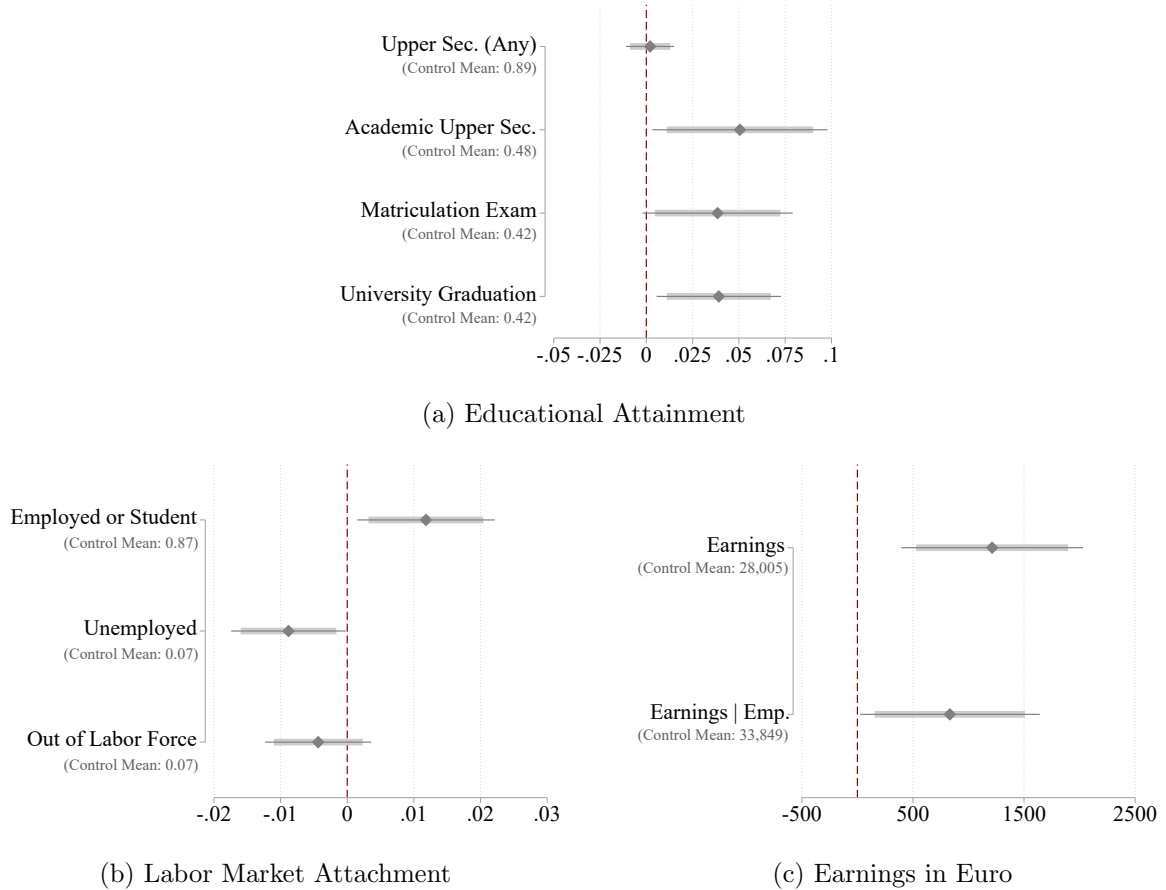 Upper Sec. (Any)
(Control Mean: 0.89)
Academic Upper Sec.
(Control Mean: 0.48)
Matriculation Exam
(Control Mean: 0.42)
University Graduation
(Control Mean: 0.42)
-.05 -.025 0 .025 .05 .075 .1
(a) Educational Attainment
Employed or Student
(Control Mean: 0.87)
Unemployed
(Control Mean: 0.07)
Out of Labor Force
(Control Mean: 0.07)
-.02 -.01 0 .01 .02 .03
(b) Labor Market Attachment
Earnings
(Control Mean: 28,005)
Earnings | Emp.
(Control Mean: 33,849)
-500 500 1500 2500
(c) Earnings in Euro